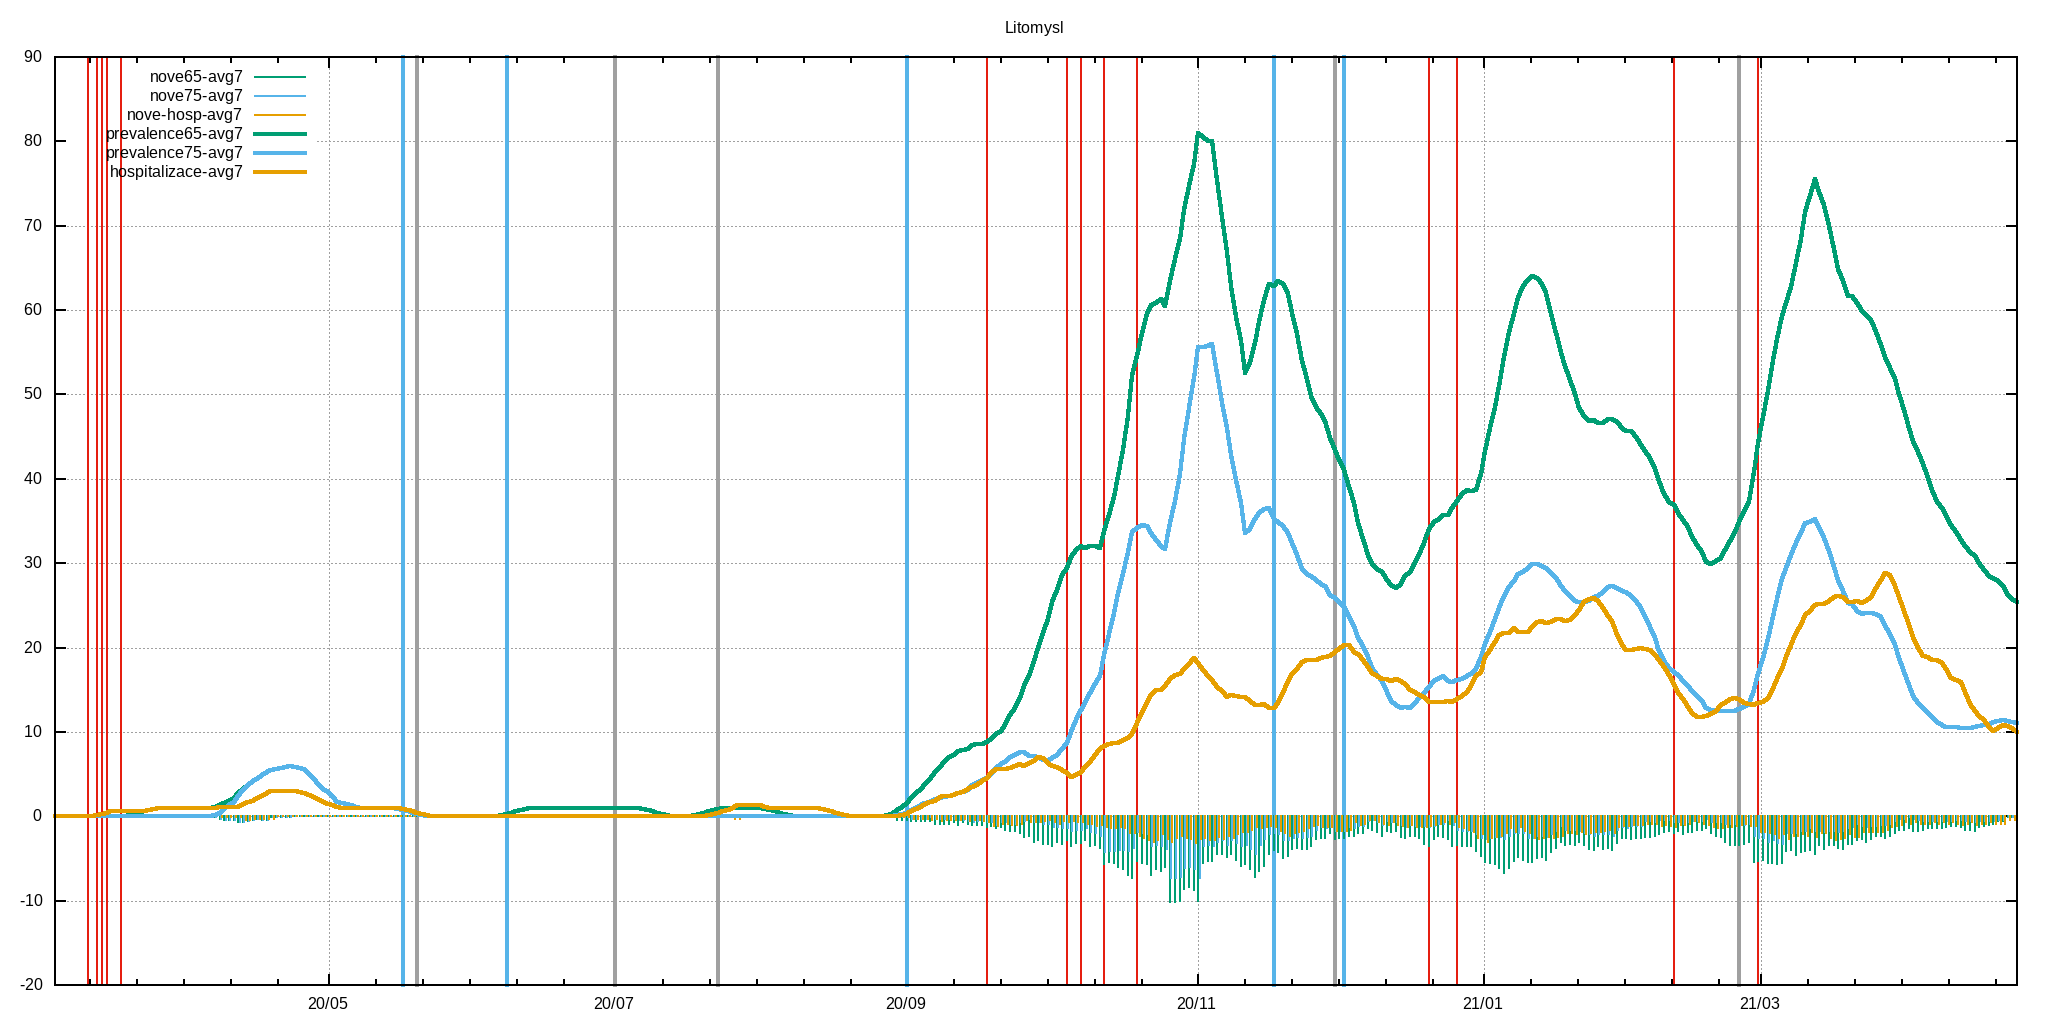 Litomysl
90
80
70
60
50
40
30
20
10
0
-10
-20
nove65-avg7
nove75-avg7
nove-hosp-avg7
prevalence65-avg7
prevalence75-avg7
hospitalizace-avg7
20/05 20/07 20/09 20/11 21/01 21/03